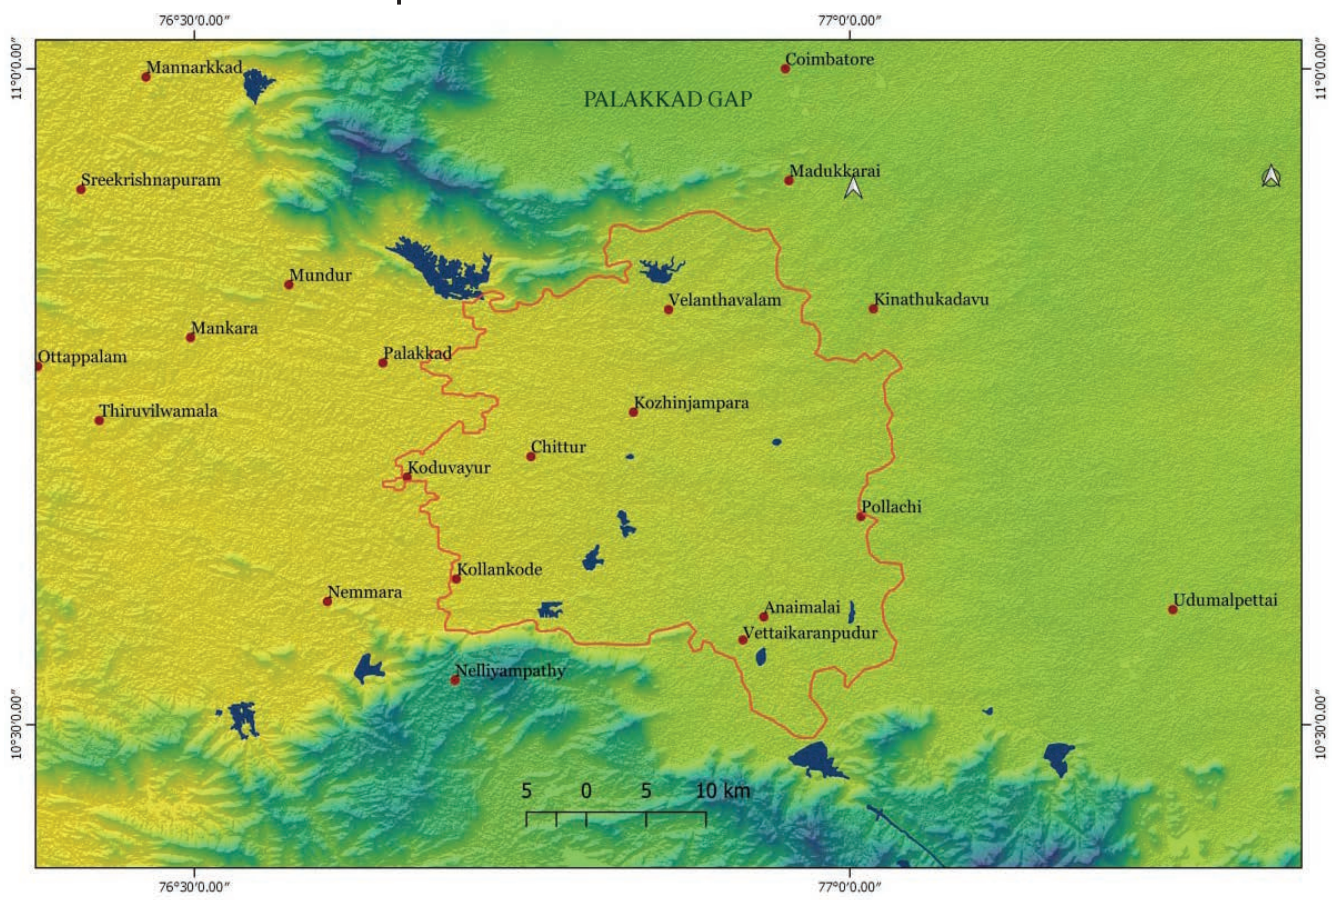 76°30′0.00″
77°0′0.00″
11°0′0.00″
11°0′0.00″
Mannarkkad
Coimbatore
PALAKKAD GAP
Sreekrishnapuram
Madukkarai
Mundur
Velanthavalam
Kinathukadavu
Mankara
Ottappalam
Palakkad
Thiruvilwamala
Kozhinjampara
Chittur
Koduvayur
Pollachi
Kollankode
Nemmara
Anaimalai
Udumalpettai
Vettaikaranpudur
Nelliyampathy
10°30′0.00″
10°30′0.00″
5 0 5 10 km
76°30′0.00″
77°0′0.00″